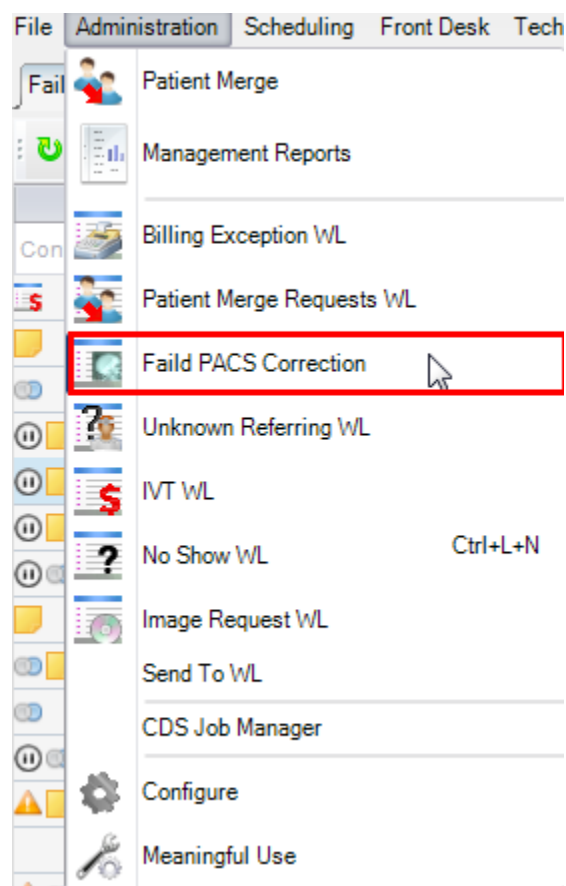 File Administration Scheduling Front Desk Tech
Fail
Patient Merge
Management Reports
Con
Billing Exception WL
Patient Merge Requests WL
Faild PACS Correction
Unknown Referring WL
IVT WL
No Show WL Ctrl+L+N
Image Request WL
Send To WL
CDS Job Manager
Configure
Meaningful Use